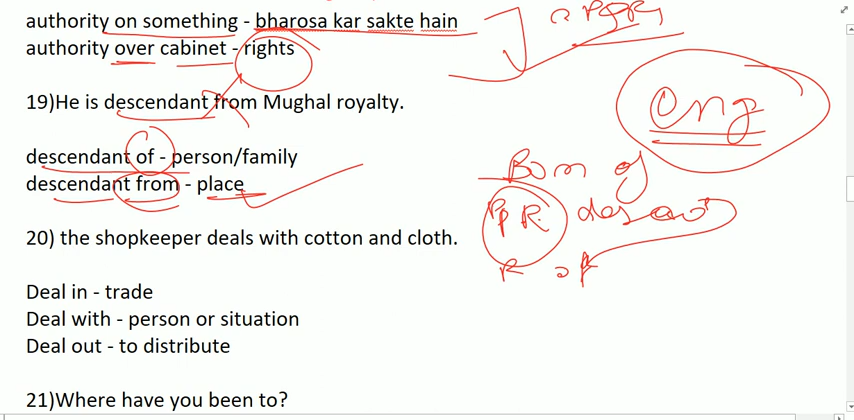 authority on something - bharosa kar sakte hain
authority over cabinet - rights
19)He is descendant from Mughal royalty.
descendant of - person/family
descendant from - place
20) the shopkeeper deals with cotton and cloth.
Deal in - trade
Deal with - person or situation
Deal out - to distribute
21)Where have you been to?
Born of